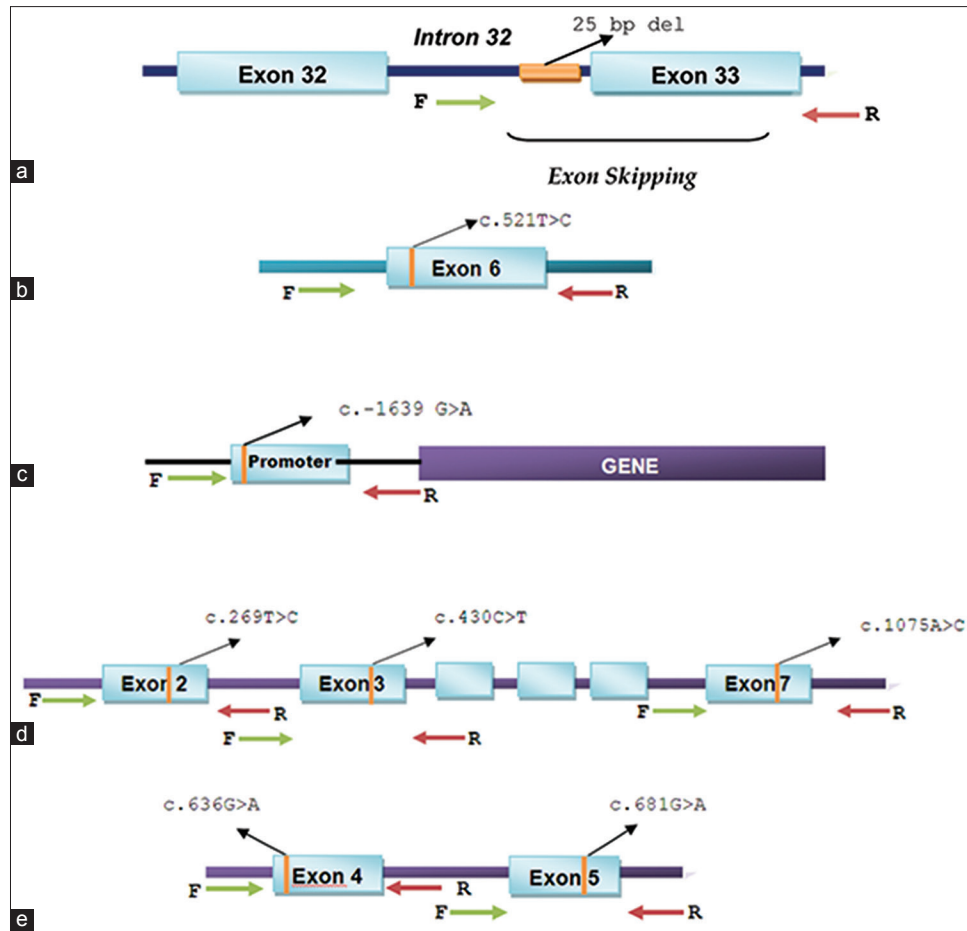 25 bp del
Intron 32
Exon 32
Exon 33
F
R
Exon Skipping
a
c.521T>C
Exon 6
F
R
b
c.-1639 G>A
Promoter
GENE
F
R
c
c.269T>C
c.430C>T
c.1075A>C
Exon 2
Exon 3
Exon 7
F
R
F
R
F
R
d
c.636G>A
c.681G>A
Exon 4
Exon 5
F
R
F
R
e